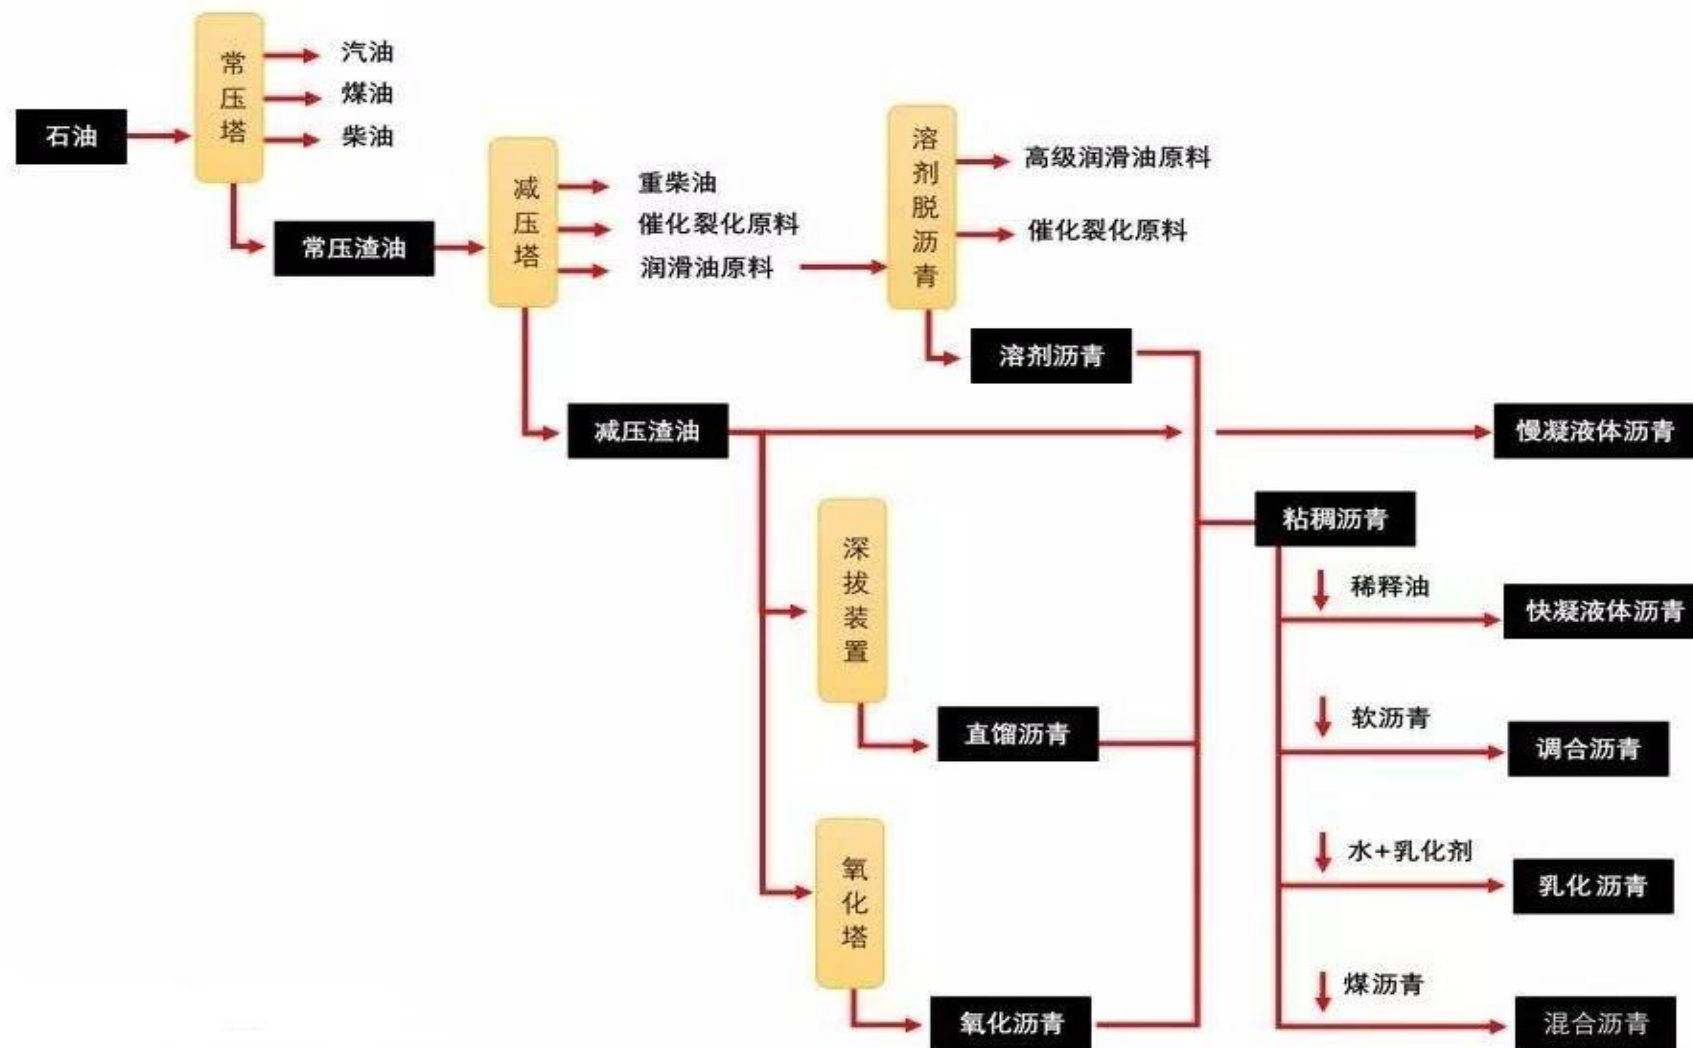 石油
常压塔
汽油
煤油
柴油
常压渣油
减压塔
重柴油
催化裂化原料
润滑油原料
溶剂脱沥青
高级润滑油原料
催化裂化原料
溶剂沥青
减压渣油
慢凝液体沥青
粘稠沥青
深拔装置
稀释油
快凝液体沥青
直馏沥青
软沥青
调合沥青
氧化塔
水+乳化剂
乳化沥青
氧化沥青
煤沥青
混合沥青